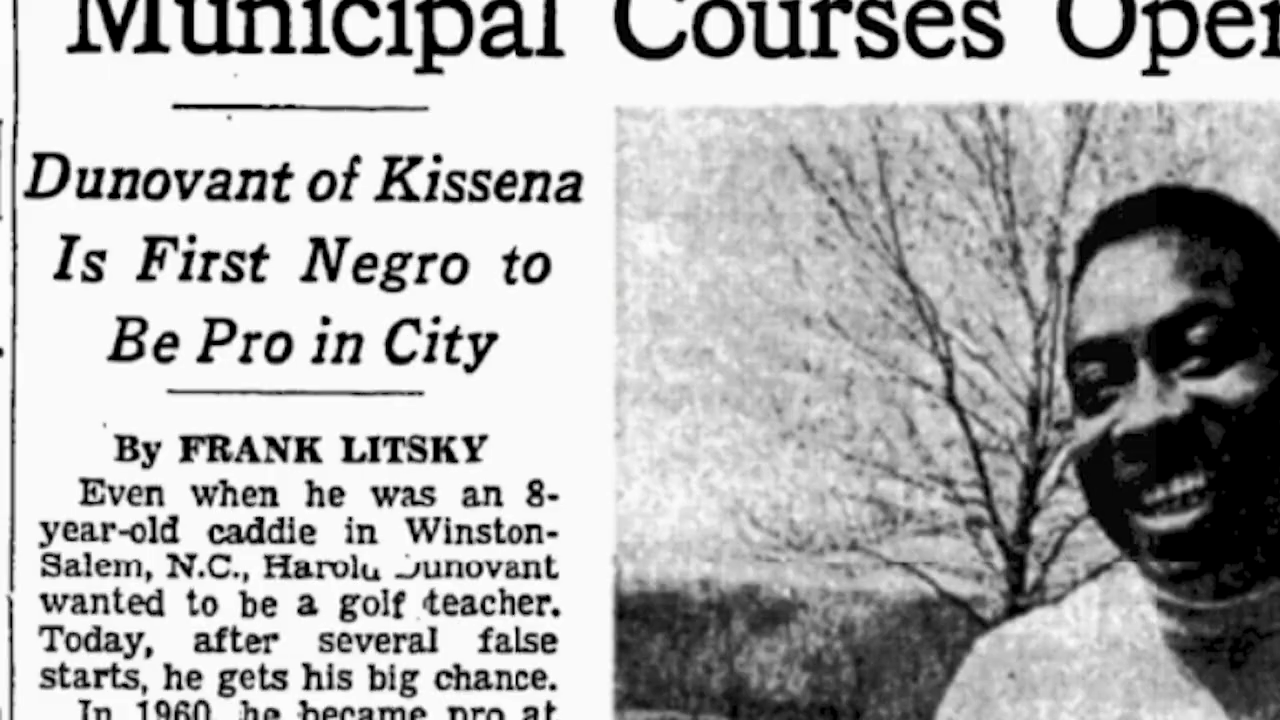 Municipal Courses
Dunovant of Kissena
Is First Negro to
Be Pro in City
By FRANK LITSKY
Even when he was an 8-
year-old caddie in Winston-
Salem, N.C., Harold Dunovant
wanted to be a golf teacher.
Today, after several false
starts, he gets his big chance.
In 1960, he became pro at